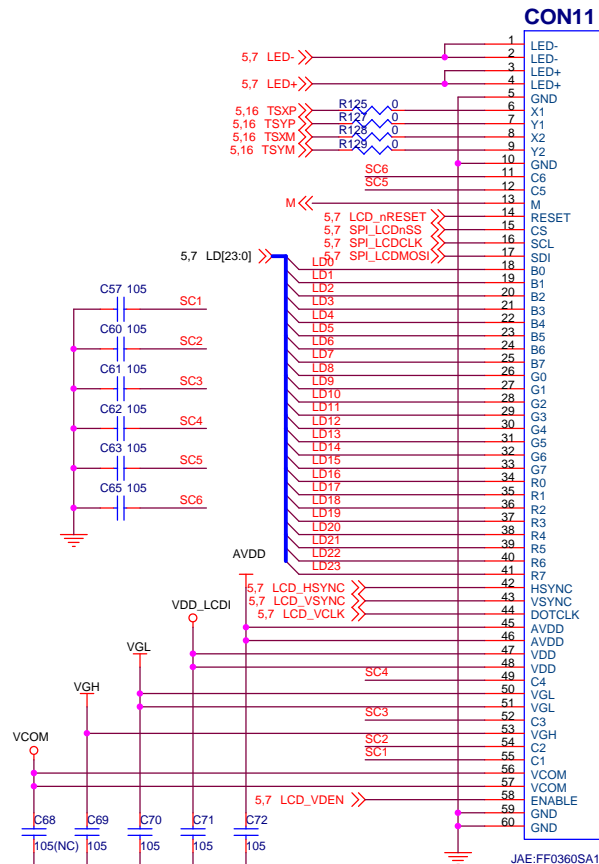 CON11
1 LED-
5,7 LED- 2 LED-
3 LED+
5,7 LED+ 4 LED+
5 GND
5,16 TSXP R125 0 6 X1
5,16 TSYP R127 0 7 Y1
5,16 TSXM R128 0 8 X2
5,16 TSYM R129 0 9 Y2
10 GND
SC6 11 C6
SC5 12 C5
M 13 M
5,7 LCD_nRESET 14 RESET
5,7 SPI_LCDnSS 15 CS
5,7 SPI_LCDCLK 16 SCL
5,7 SPI_LCDMOSI 17 SDI
5,7 LD[23:0] LD0 18 B0
LD1 19 B1
C57 105 LD2 20 B2
SC1 LD3 21 B3
LD4 22 B4
C60 105 LD5 23 B5
SC2 LD6 24 B6
LD7 25 B7
C61 105 LD8 26 G0
SC3 LD9 27 G1
LD10 28 G2
C62 105 LD11 29 G3
SC4 LD12 30 G4
LD13 31 G5
C63 105 LD14 32 G6
SC5 LD15 33 G7
LD16 34 R0
C65 105 LD17 35 R1
SC6 LD18 36 R2
LD19 37 R3
LD20 38 R4
LD21 39 R5
AVDD LD22 40 R6
LD23 41 R7
5,7 LCD_HSYNC 42 HSYNC
5,7 LCD_VSYNC 43 VSYNC
VDD_LCDI 5,7 LCD_VCLK 44 DOTCLK
45 AVDD
46 AVDD
VGL 47 VDD
48 VDD
SC4 49 C4
VGH 50 VGL
51 VGL
SC3 52 C3
53 VGH
VCOM SC2 54 C2
SC1 55 C1
56 VCOM
57 VCOM
5,7 LCD_VDEN 58 ENABLE
59 GND
C68 C69 C70 C71 C72 60 GND
105(NC) 105 105 105 105
JAE:FF0360SA1